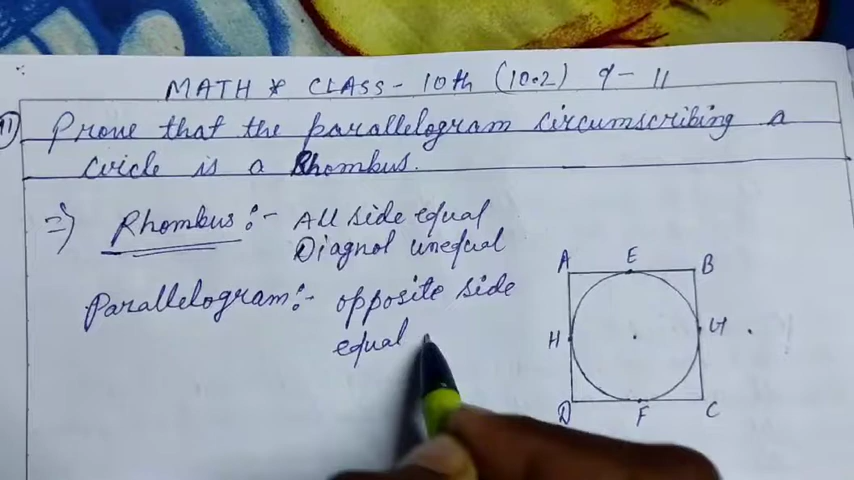 MATH * CLASS - 10th (10.2) 9-11
11) Prove that the parallelogram circumscribing a
circle is a Rhombus.
=) Rhombus :- All side equal
Diagnol unequal
Parallelogram :- opposite side
equal
A E B
H G
D F C